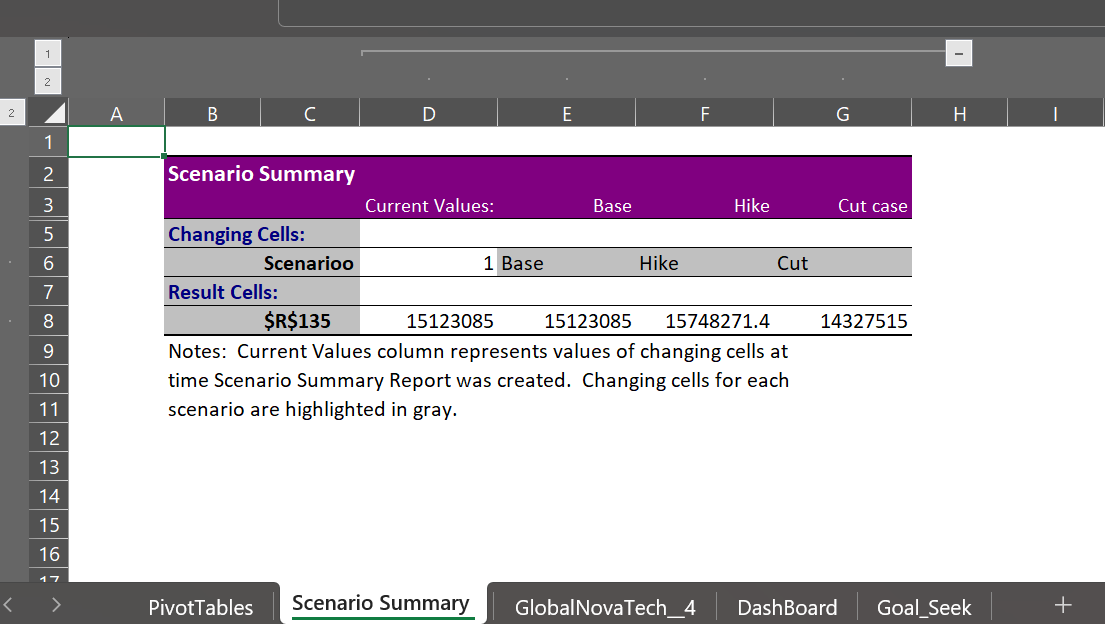 1
2
2
A B C D E F G H I
1
2 Scenario Summary
3 Current Values: Base Hike Cut case
5 Changing Cells:
6 Scenarioo 1 Base Hike Cut
7 Result Cells:
8 $R$135 15123085 15123085 15748271.4 14327515
9 Notes: Current Values column represents values of changing cells at
10 time Scenario Summary Report was created. Changing cells for each
11 scenario are highlighted in gray.
12
13
14
15
16
17
PivotTables Scenario Summary GlobalNovaTech__4 DashBoard Goal_Seek